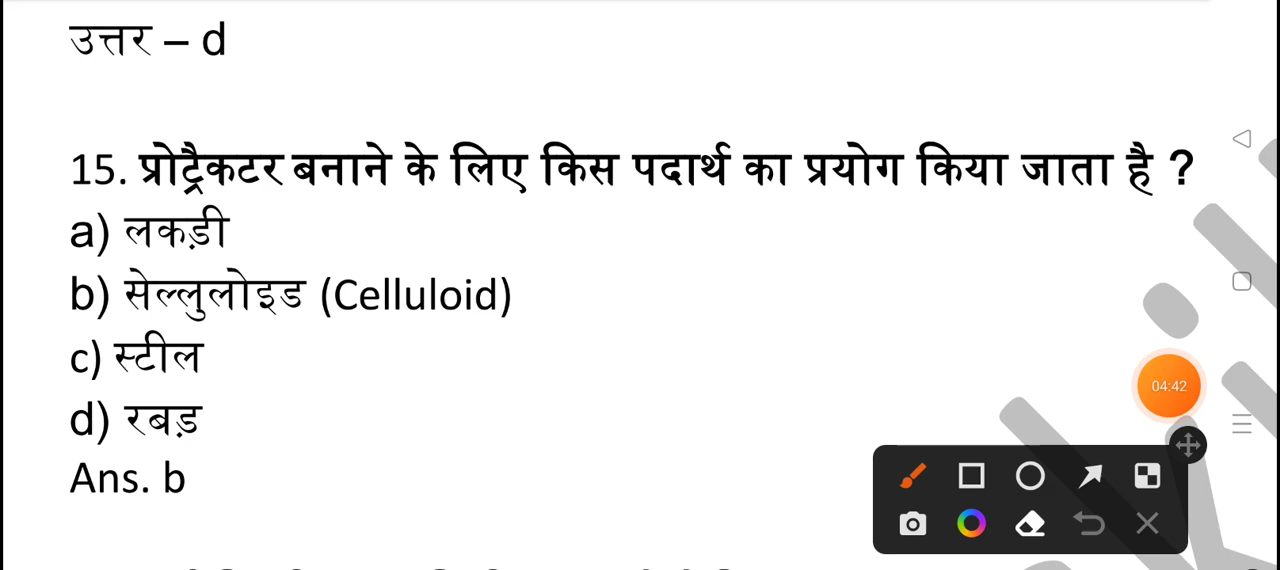 उत्तर – d
15. प्रोट्रैकटर बनाने के लिए किस पदार्थ का प्रयोग किया जाता है ?
a) लकड़ी
b) सेल्लुलोइड (Celluloid)
c) स्टील
d) रबड़
Ans. b
04:42